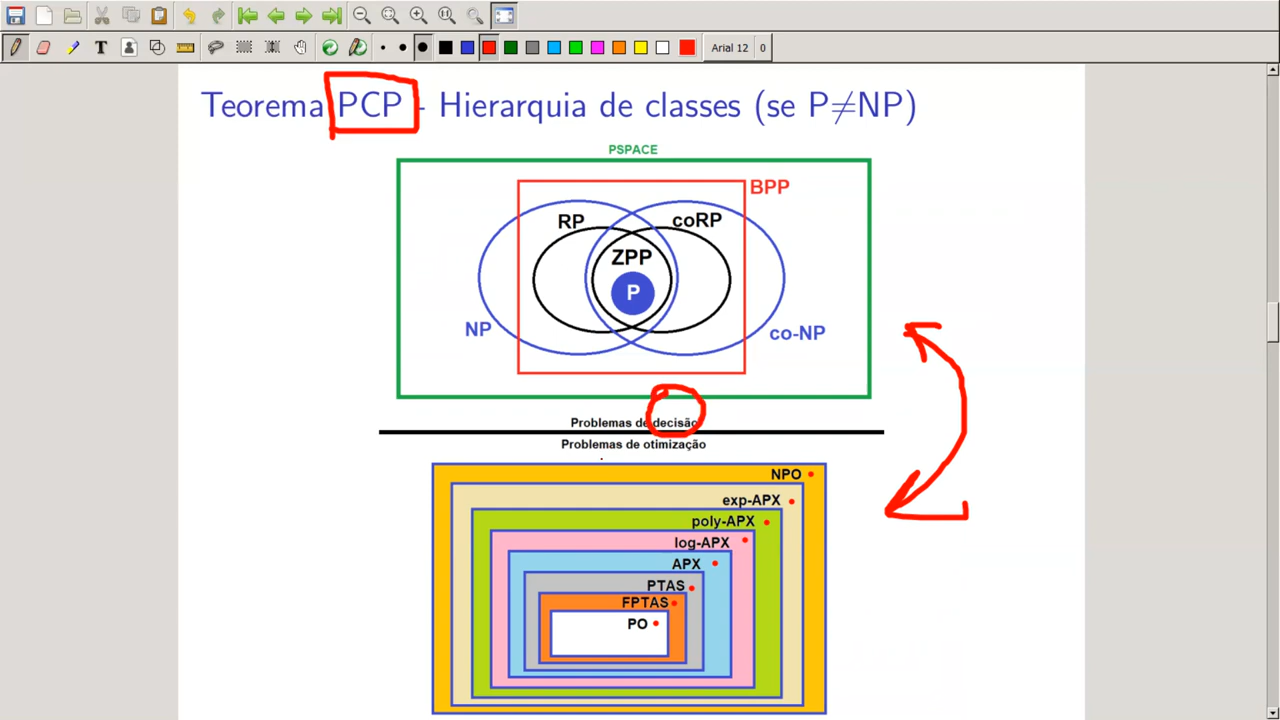 Arial 12 0
Teorema PCP - Hierarquia de classes (se P≠NP)
PSPACE
BPP
RP
coRP
ZPP
P
NP
co-NP
Problemas de decisão
Problemas de otimização
NPO
exp-APX
poly-APX
log-APX
APX
PTAS
FPTAS
PO